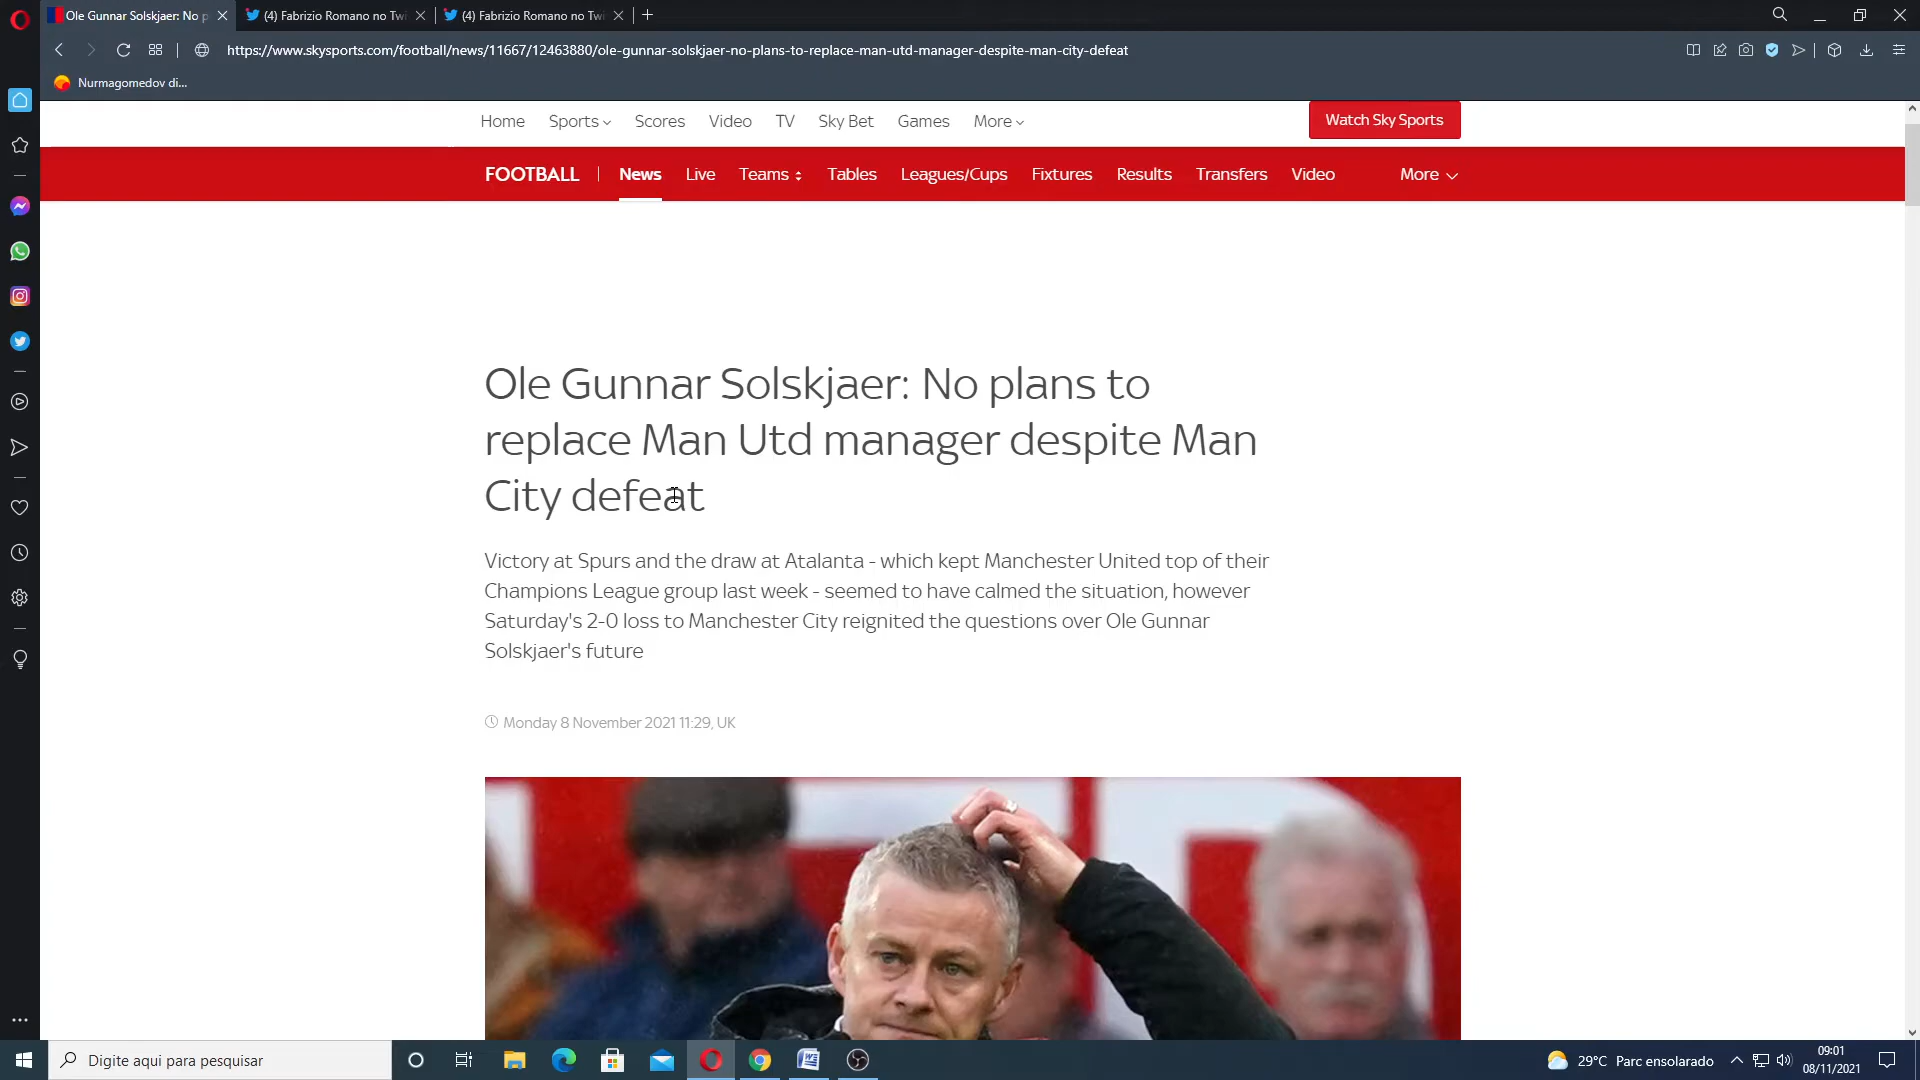 Ole Gunnar Solskjaer: No p
(4) Fabrizio Romano no Twi
(4) Fabrizio Romano no Twi
https://www.skysports.com/football/news/11667/12463880/ole-gunnar-solskjaer-no-plans-to-replace-man-utd-manager-despite-man-city-defeat
Nurmagomedov di...
Home Sports Scores Video TV Sky Bet Games More Watch Sky Sports
FOOTBALL | News Live Teams Tables Leagues/Cups Fixtures Results Transfers Video More
Ole Gunnar Solskjaer: No plans to
replace Man Utd manager despite Man
City defeat
Victory at Spurs and the draw at Atalanta - which kept Manchester United top of their
Champions League group last week - seemed to have calmed the situation, however
Saturday's 2-0 loss to Manchester City reignited the questions over Ole Gunnar
Solskjaer's future
Monday 8 November 2021 11:29, UK
Digite aqui para pesquisar
29°C Parc ensolarado
09:01
08/11/2021